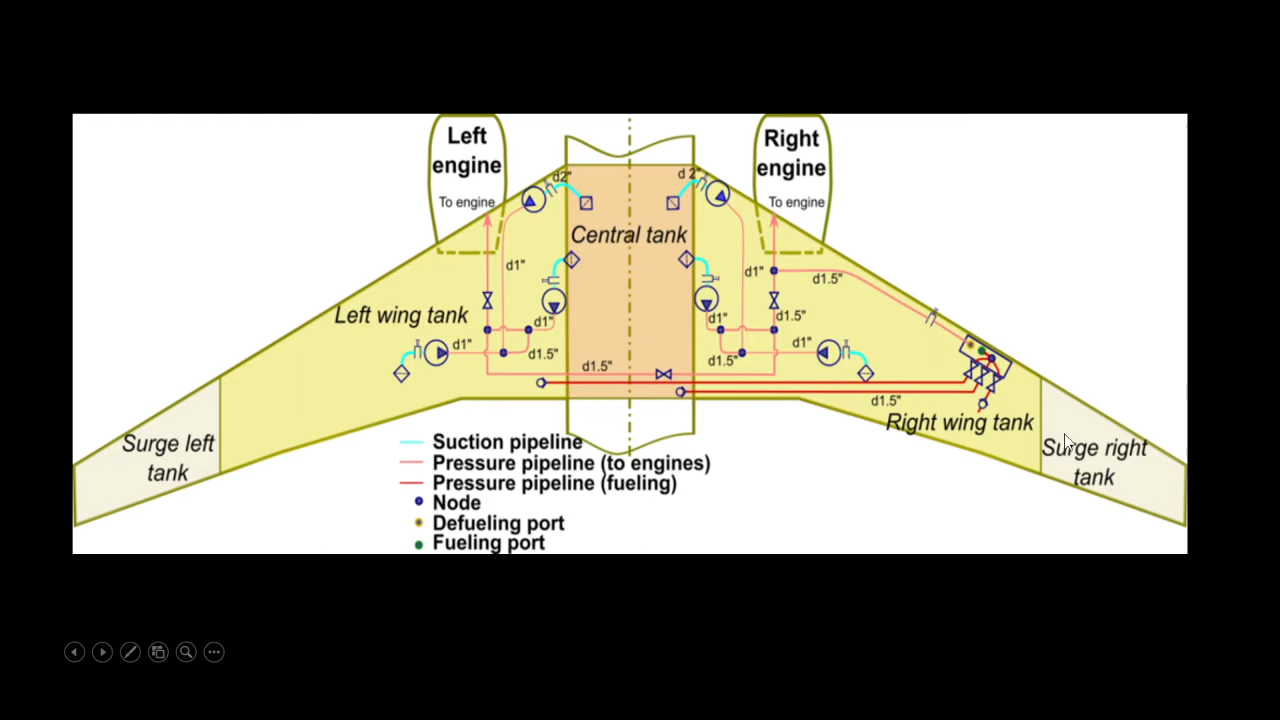 Left
engine
To engine
Right
engine
To engine
d2"
d 2"
Central tank
d1"
d1"
d1.5"
Left wing tank
d1"
d1"
d1.5"
d1"
d1.5"
d1.5"
d1"
d1.5"
d1.5"
Right wing tank
Surge left
tank
Surge right
tank
Suction pipeline
Pressure pipeline (to engines)
Pressure pipeline (fueling)
Node
Defueling port
Fueling port